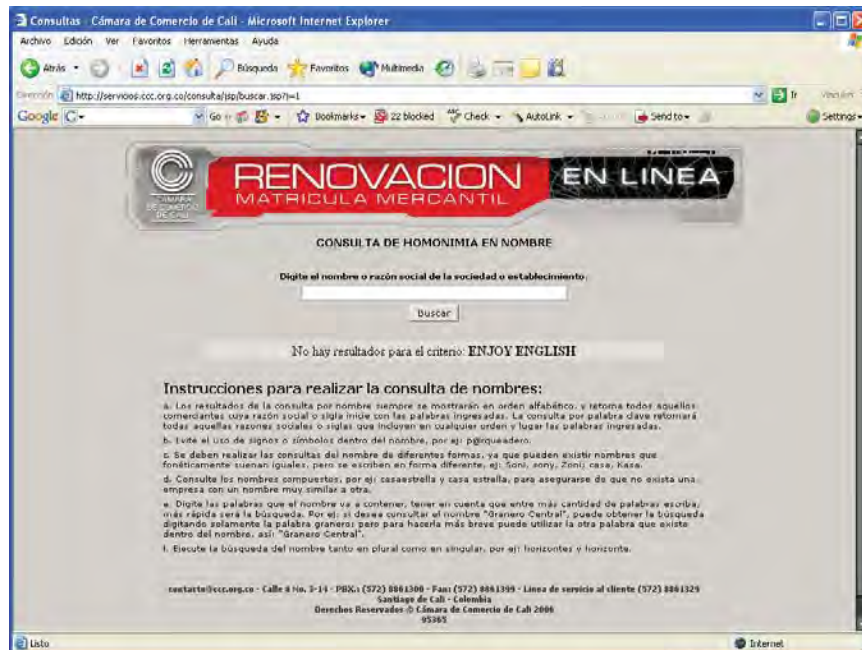 Consultas - Cámara de Comercio de Cali - Microsoft Internet Explorer
Archivo Edición Ver Favoritos Herramientas Ayuda
Atrás Búsqueda Favoritos Multimedia
Dirección http://servicios.ccc.org.co/consulta/jsp/buscar.jsp?j=1 Ir Vínculos
Google Go Bookmarks 22 blocked Check AutoLink Send to Settings
RENOVACION EN LINEA
MATRICULA MERCANTIL
CÁMARA
DE COMERCIO
DE CALI
CONSULTA DE HOMONIMIA EN NOMBRE
Digite el nombre o razón social de la sociedad o establecimiento:
Buscar
No hay resultados para el criterio: ENJOY ENGLISH
Instrucciones para realizar la consulta de nombres:
a. Los resultados de la consulta por nombre siempre se mostrarán en orden alfabético, y retorna todos aquellos
comerciantes cuya razón social o sigla inicie con las palabras ingresadas. La consulta por palabra clave retornará
todas aquellas razones sociales o siglas que incluyen en cualquier orden y lugar las palabras ingresadas.
b. Evite el uso de signos o símbolos dentro del nombre, por ej: p@rqueadero.
c. Se deben realizar las consultas del nombre de diferentes formas, ya que pueden existir nombres que
fonéticamente suenan iguales, pero se escriben en forma diferente, ej: Soni, sony, Zoni; casa, Kasa.
d. Consulte los nombres compuestos, por ej: casaestrella y casa estrella, para asegurarse de que no exista una
empresa con un nombre muy similar a otra.
e. Digite las palabras que el nombre va a contener, tener en cuenta que entre más cantidad de palabras escriba,
más rápida será la búsqueda. Por ej: si desea consultar el nombre "Granero Central", puede obtener la búsqueda
digitando solamente la palabra granero; pero para hacerla más breve puede utilizar la otra palabra que existe
dentro del nombre, así: "Granero Central".
f. Ejecute la búsqueda del nombre tanto en plural como en singular, por ej: horizontes y horizonte.
contacto@ccc.org.co - Calle 8 No. 3-14 - PBX.: (572) 8861300 - Fax: (572) 8861399 - Linea de servicio al cliente (572) 8861329
Santiago de Cali - Colombia
Derechos Reservados © Cámara de Comercio de Cali 2006
95365
Listo Internet